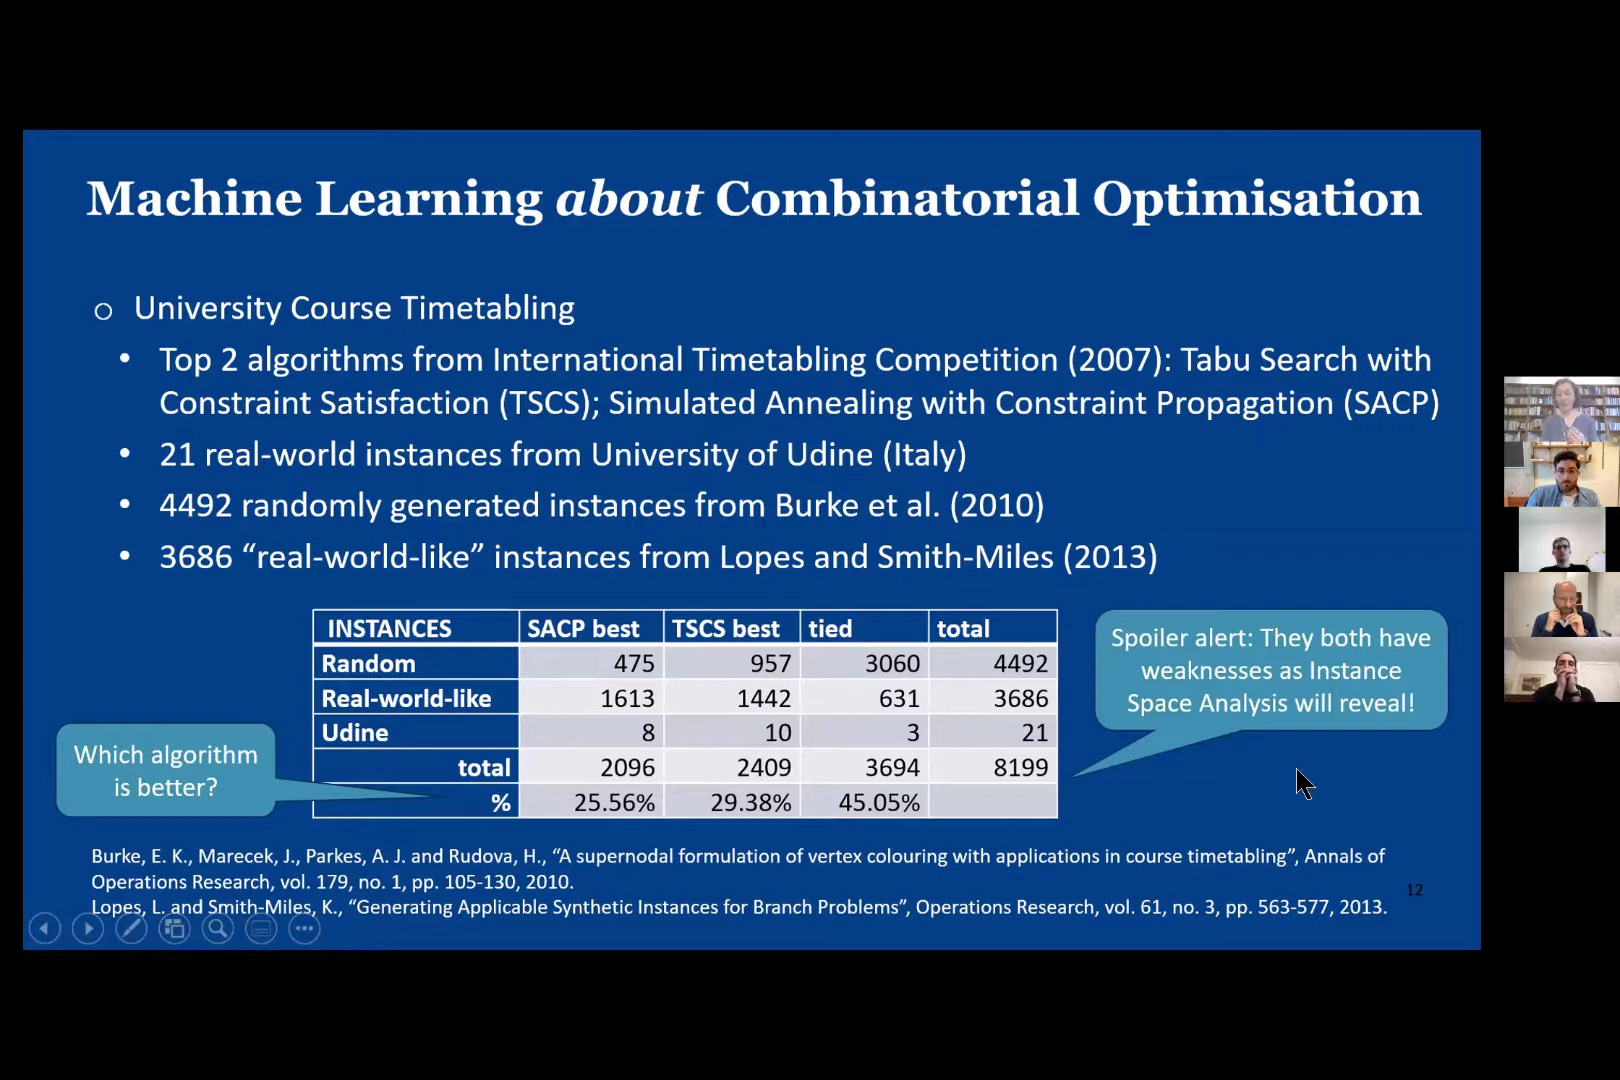 Machine Learning about Combinatorial Optimisation
o University Course Timetabling
• Top 2 algorithms from International Timetabling Competition (2007): Tabu Search with
Constraint Satisfaction (TSCS); Simulated Annealing with Constraint Propagation (SACP)
• 21 real-world instances from University of Udine (Italy)
• 4492 randomly generated instances from Burke et al. (2010)
• 3686 “real-world-like” instances from Lopes and Smith-Miles (2013)
INSTANCES SACP best TSCS best tied total
Random 475 957 3060 4492
Real-world-like 1613 1442 631 3686
Udine 8 10 3 21
total 2096 2409 3694 8199
% 25.56% 29.38% 45.05%
Spoiler alert: They both have
weaknesses as Instance
Space Analysis will reveal!
Which algorithm
is better?
Burke, E. K., Marecek, J., Parkes, A. J. and Rudova, H., “A supernodal formulation of vertex colouring with applications in course timetabling”, Annals of
Operations Research, vol. 179, no. 1, pp. 105-130, 2010.
Lopes, L. and Smith-Miles, K., “Generating Applicable Synthetic Instances for Branch Problems”, Operations Research, vol. 61, no. 3, pp. 563-577, 2013.
12